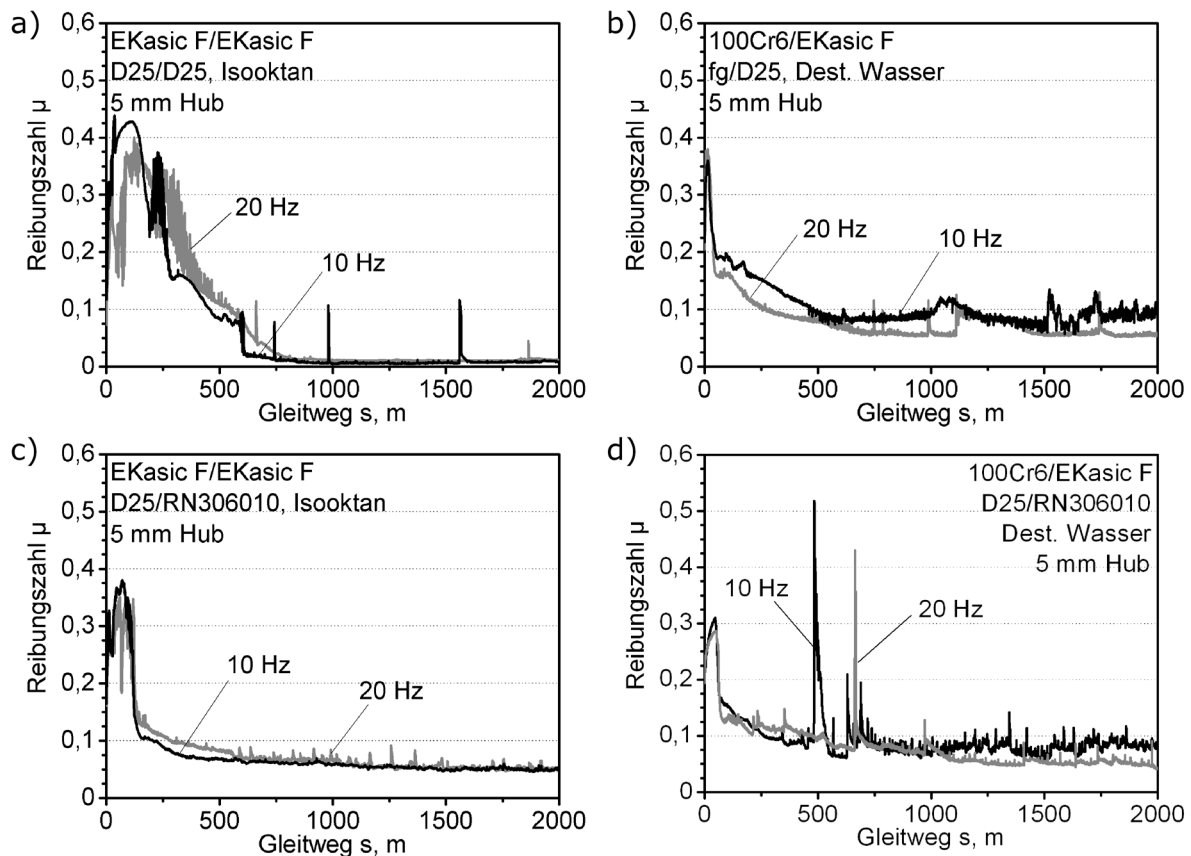 a)
0,6
0,5
0,4
0,3
0,2
0,1
0
Reibungszahl µ
EKasic F/EKasic F
D25/D25, Isooktan
5 mm Hub
20 Hz
10 Hz
0
500
1000
1500
2000
Gleitweg s, m
b)
0,6
0,5
0,4
0,3
0,2
0,1
0
Reibungszahl µ
100Cr6/EKasic F
fg/D25, Dest. Wasser
5 mm Hub
20 Hz
10 Hz
0
500
1000
1500
2000
Gleitweg s, m
c)
0,6
0,5
0,4
0,3
0,2
0,1
0
Reibungszahl µ
EKasic F/EKasic F
D25/RN306010, Isooktan
5 mm Hub
10 Hz
20 Hz
0
500
1000
1500
2000
Gleitweg s, m
d)
0,6
0,5
0,4
0,3
0,2
0,1
0
Reibungszahl µ
100Cr6/EKasic F
D25/RN306010
Dest. Wasser
5 mm Hub
10 Hz
20 Hz
0
500
1000
1500
2000
Gleitweg s, m